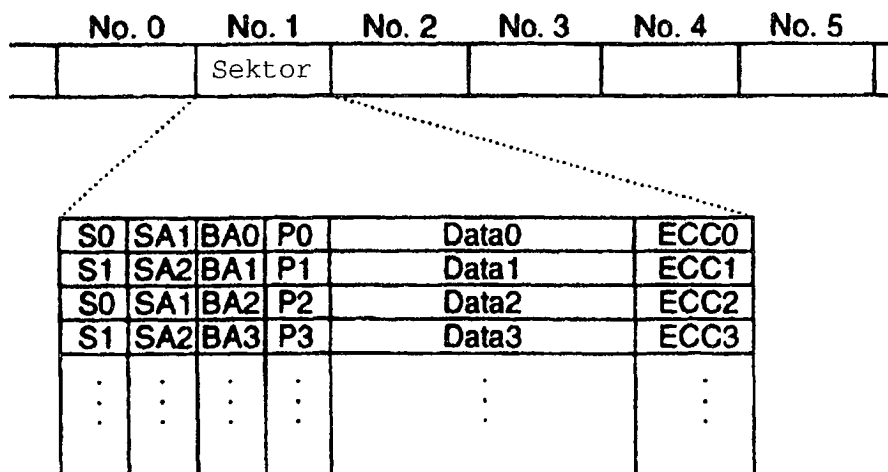 No. 0 No. 1 No. 2 No. 3 No. 4 No. 5
Sektor
S0 SA1 BA0 P0 Data0 ECC0
S1 SA2 BA1 P1 Data1 ECC1
S0 SA1 BA2 P2 Data2 ECC2
S1 SA2 BA3 P3 Data3 ECC3